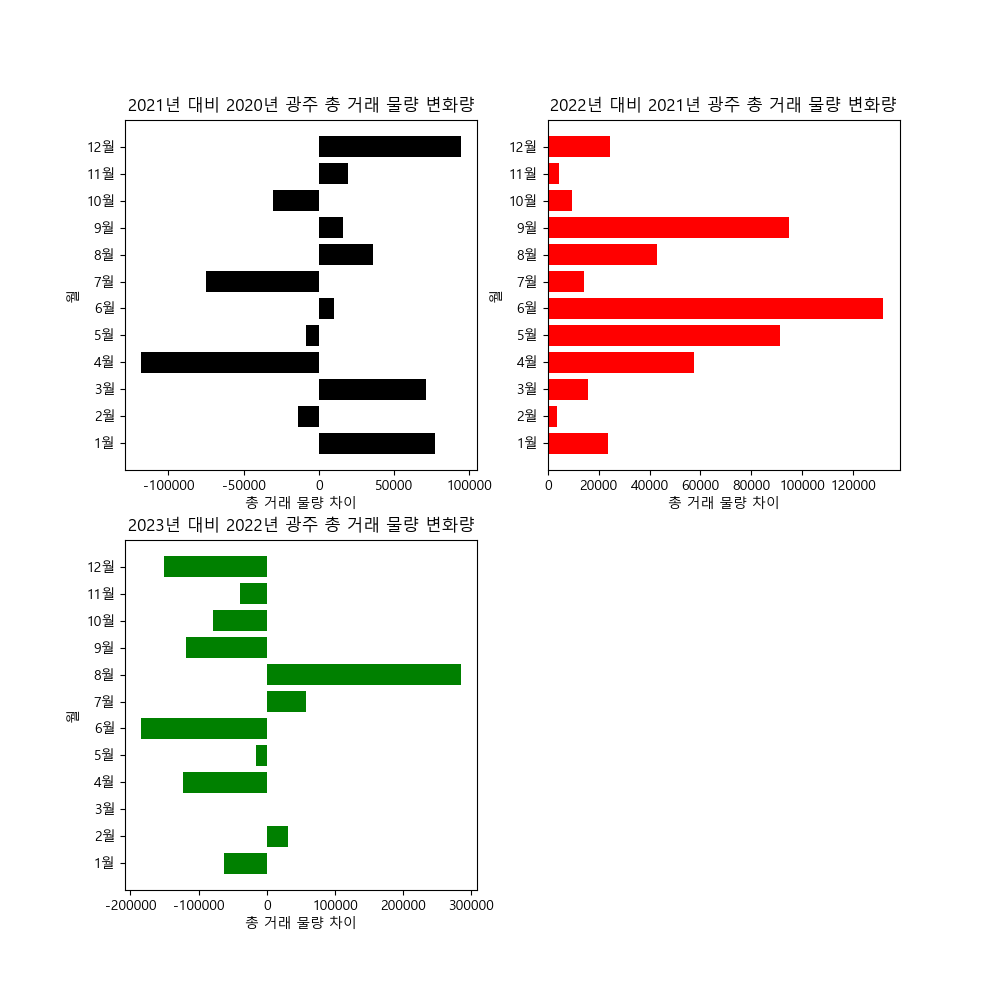 2021년 대비 2020년 광주 총 거래 물량 변화량
12월
11월
10월
9월
8월
7월
6월
5월
4월
3월
2월
1월
월
-100000 -50000 0 50000 100000
총 거래 물량 차이
2022년 대비 2021년 광주 총 거래 물량 변화량
12월
11월
10월
9월
8월
7월
6월
5월
4월
3월
2월
1월
월
0 20000 40000 60000 80000 100000 120000
총 거래 물량 차이
2023년 대비 2022년 광주 총 거래 물량 변화량
12월
11월
10월
9월
8월
7월
6월
5월
4월
3월
2월
1월
월
-200000 -100000 0 100000 200000 300000
총 거래 물량 차이